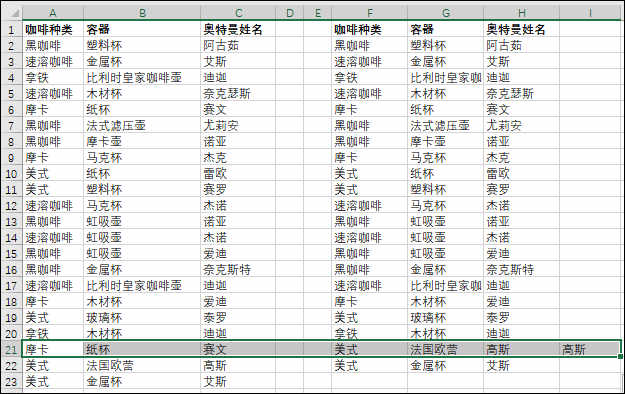 A B C D E F G H I
1 咖啡种类 容器 奥特曼姓名 咖啡种类 容器 奥特曼姓名
2 黑咖啡 塑料杯 阿古茹 黑咖啡 塑料杯 阿古茹
3 速溶咖啡 金属杯 艾斯 速溶咖啡 金属杯 艾斯
4 拿铁 比利时皇家咖啡壶 迪迦 拿铁 比利时皇家咖 迪迦
5 速溶咖啡 木材杯 奈克瑟斯 速溶咖啡 木材杯 奈克瑟斯
6 摩卡 纸杯 赛文 摩卡 纸杯 赛文
7 黑咖啡 法式滤压壶 尤莉安 黑咖啡 法式滤压壶 尤莉安
8 黑咖啡 摩卡壶 诺亚 黑咖啡 摩卡壶 诺亚
9 摩卡 马克杯 杰克 摩卡 马克杯 杰克
10 美式 纸杯 雷欧 美式 纸杯 雷欧
11 美式 塑料杯 赛罗 美式 塑料杯 赛罗
12 速溶咖啡 马克杯 杰诺 速溶咖啡 马克杯 杰诺
13 黑咖啡 虹吸壶 诺亚 黑咖啡 虹吸壶 诺亚
14 速溶咖啡 虹吸壶 杰诺 速溶咖啡 虹吸壶 杰诺
15 黑咖啡 虹吸壶 爱迪 黑咖啡 虹吸壶 爱迪
16 黑咖啡 金属杯 奈克斯特 黑咖啡 金属杯 奈克斯特
17 速溶咖啡 比利时皇家咖啡壶 迪迦 速溶咖啡 比利时皇家咖 迪迦
18 摩卡 木材杯 爱迪 摩卡 木材杯 爱迪
19 美式 玻璃杯 泰罗 美式 玻璃杯 泰罗
20 拿铁 木材杯 迪迦 拿铁 木材杯 迪迦
21 摩卡 纸杯 赛文 美式 法国欧蕾 高斯 高斯
22 美式 法国欧蕾 高斯 美式 金属杯 艾斯
23 美式 金属杯 艾斯